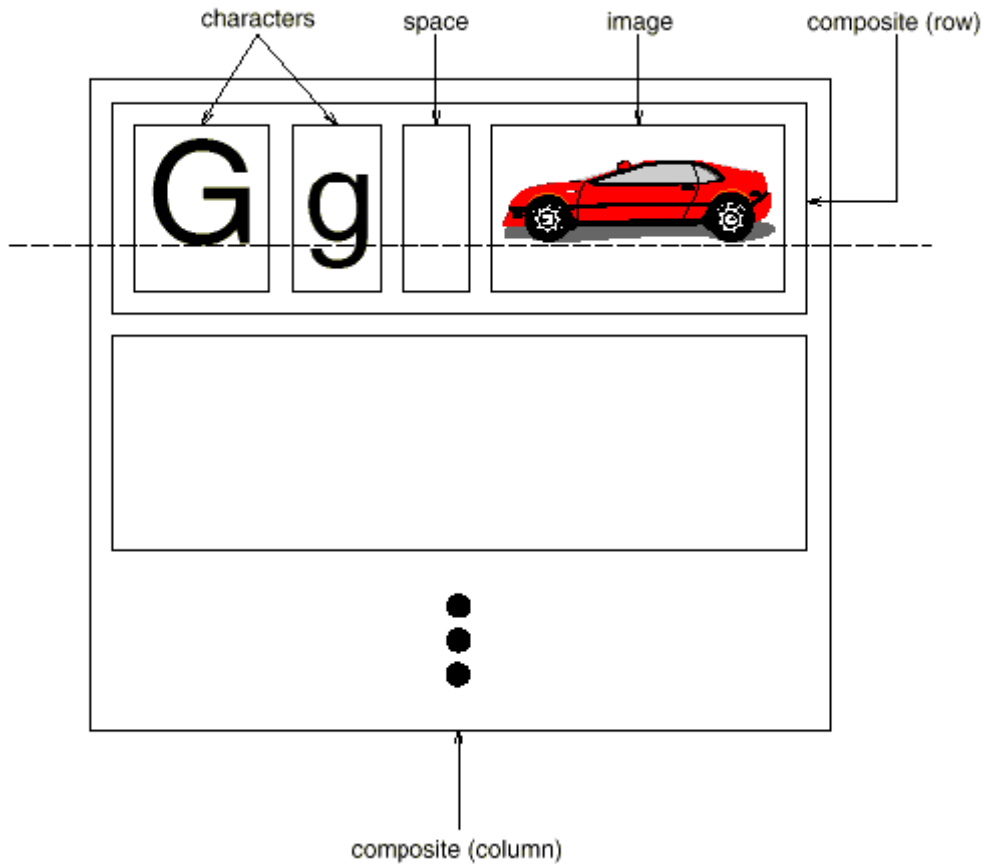 characters
space
image
composite (row)
G
g
composite (column)